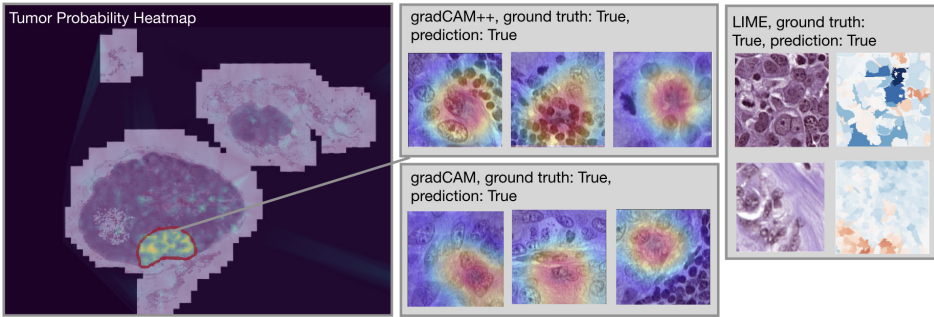 Tumor Probability Heatmap
gradCAM++, ground truth: True,
prediction: True
gradCAM, ground truth: True,
prediction: True
LIME, ground truth:
True, prediction: True